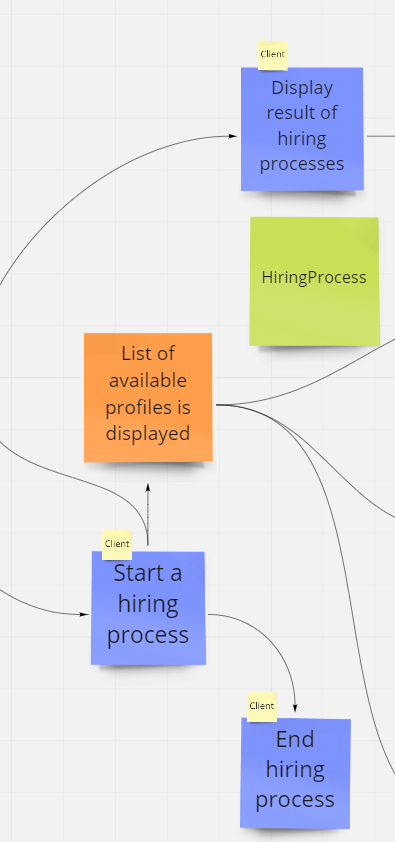 Client
Display
result of
hiring
processes
HiringProcess
List of
available
profiles is
displayed
Client
Start a
hiring
process
Client
End
hiring
process